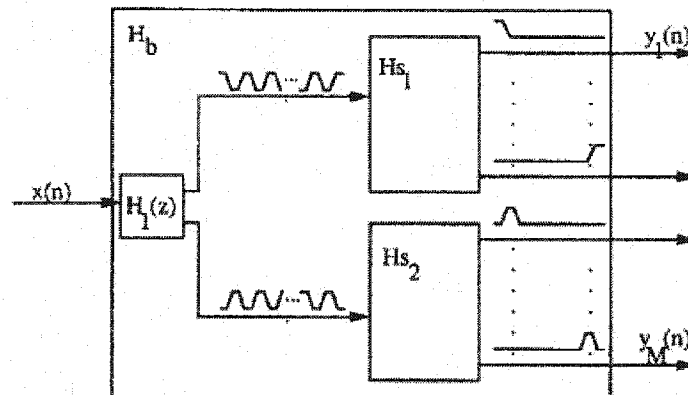 H_b
y_1(n)
Hs_1
x(n)
H_1(z)
Hs_2
y_M(n)